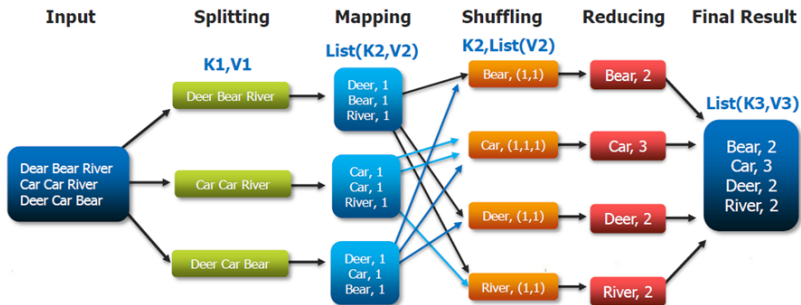 Input
Splitting
Mapping
Shuffling
Reducing
Final Result
K1,V1
List(K2,V2)
K2,List(V2)
List(K3,V3)
Dear Bear River
Car Car River
Deer Car Bear
Deer Bear River
Car Car River
Deer Car Bear
Deer, 1
Bear, 1
River, 1
Car, 1
Car, 1
River, 1
Deer, 1
Car, 1
Bear, 1
Bear, (1,1)
Car, (1,1,1)
Deer, (1,1)
River, (1,1)
Bear, 2
Car, 3
Deer, 2
River, 2
Bear, 2
Car, 3
Deer, 2
River, 2